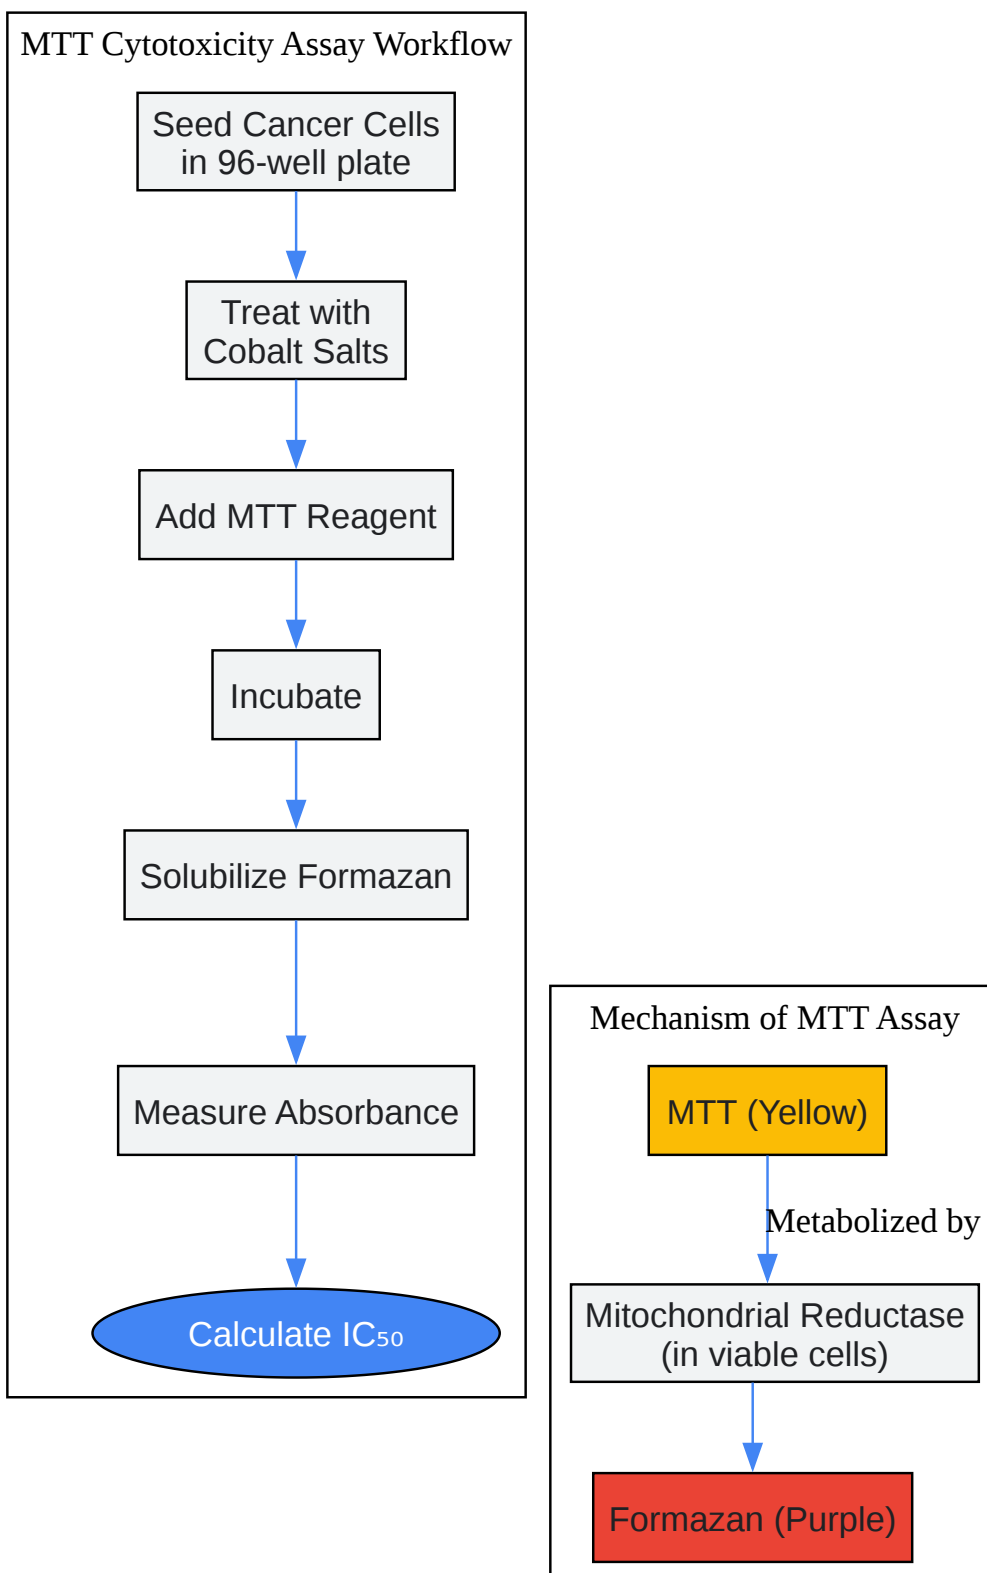 MTT Cytotoxicity Assay Workflow
Seed Cancer Cells
in 96-well plate
Treat with
Cobalt Salts
Add MTT Reagent
Incubate
Solubilize Formazan
Measure Absorbance
Calculate IC₅₀
Mechanism of MTT Assay
MTT (Yellow)
Metabolized by
Mitochondrial Reductase
(in viable cells)
Formazan (Purple)